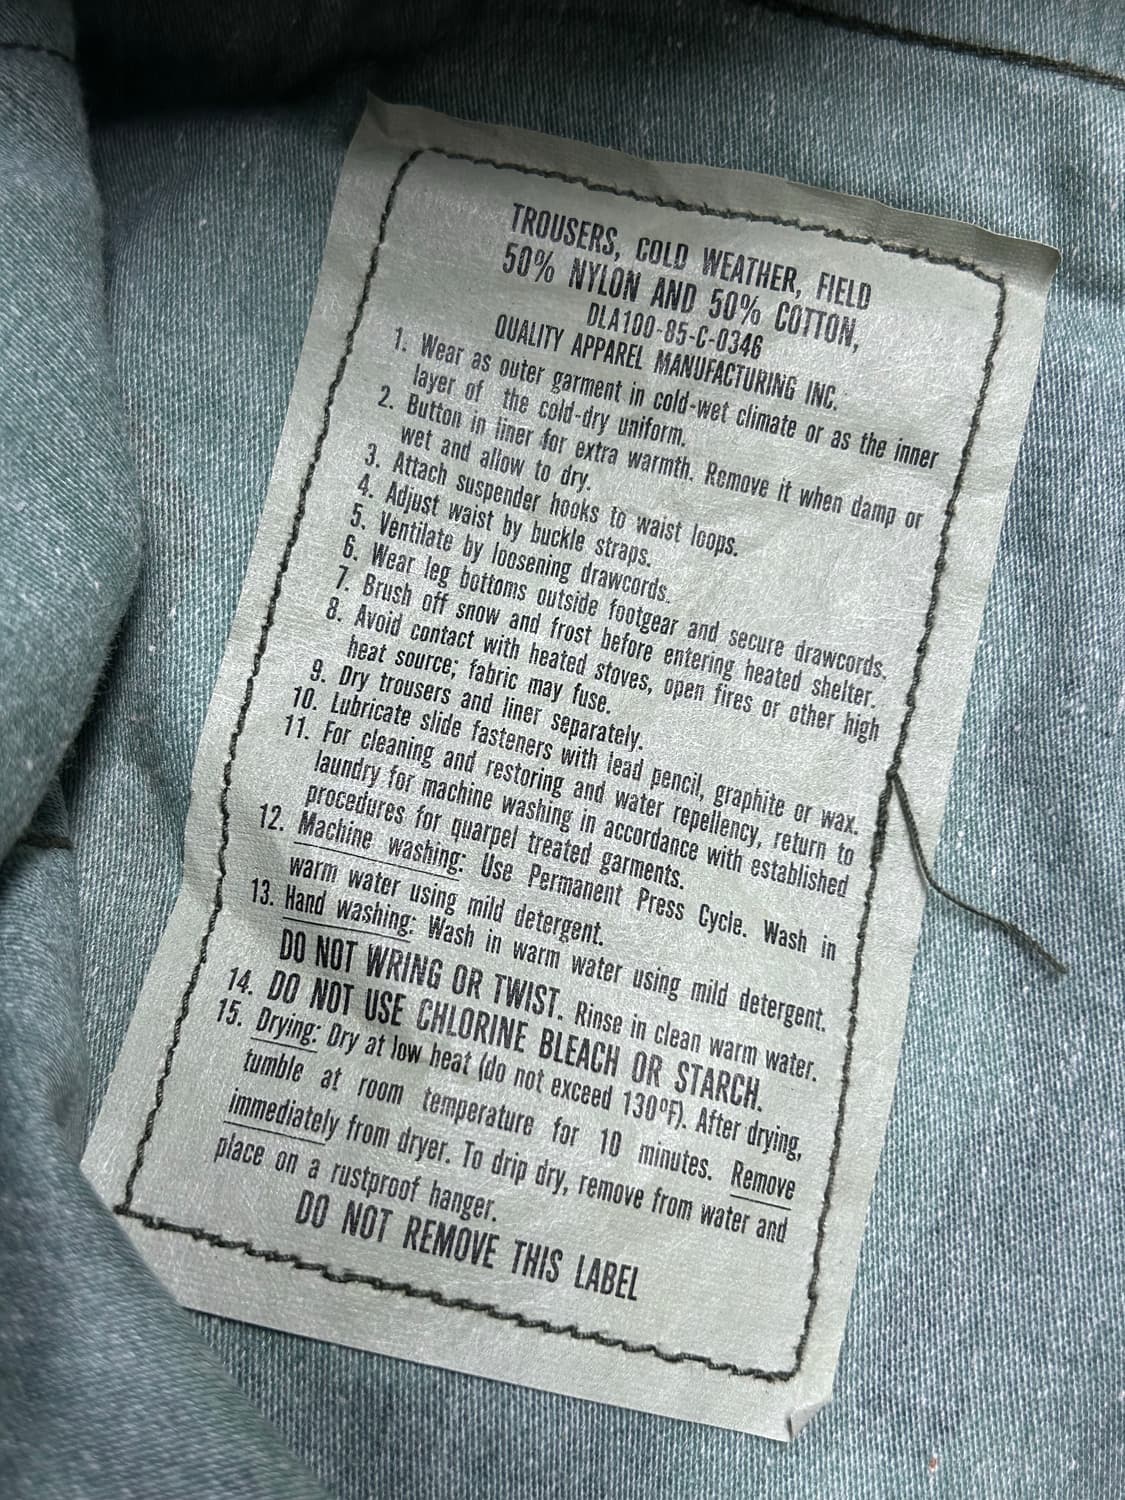 TROUSERS, COLD WEATHER, FIELD
50% NYLON AND 50% COTTON,
DLA100-85-C-0346
QUALITY APPAREL MANUFACTURING INC.
1. Wear as outer garment in cold-wet climate or as the inner
layer of the cold-dry uniform.
2. Button in liner for extra warmth. Remove it when damp or
wet and allow to dry.
3. Attach suspender hooks to waist loops.
4. Adjust waist by buckle straps.
5. Ventilate by loosening drawcords.
6. Wear leg bottoms outside footgear and secure drawcords.
7. Brush off snow and frost before entering heated shelter.
8. Avoid contact with heated stoves, open fires or other high
heat source; fabric may fuse.
9. Dry trousers and liner separately.
10. Lubricate slide fasteners with lead pencil, graphite or wax.
11. For cleaning and restoring and water repellency, return to
laundry for machine washing in accordance with established
procedures for quarpel treated garments.
12. Machine washing: Use Permanent Press Cycle. Wash in
warm water using mild detergent.
13. Hand washing: Wash in warm water using mild detergent.
DO NOT WRING OR TWIST. Rinse in clean warm water.
14. DO NOT USE CHLORINE BLEACH OR STARCH.
15. Drying: Dry at low heat (do not exceed 130ºF). After drying,
tumble at room temperature for 10 minutes. Remove
immediately from dryer. To drip dry, remove from water and
place on a rustproof hanger.
DO NOT REMOVE THIS LABEL